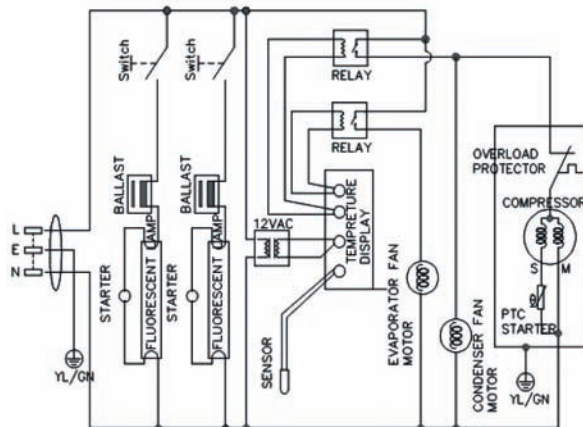 Switch
Switch
RELAY
RELAY
OVERLOAD
PROTECTOR
COMPRESSOR
S
M
PTC
STARTER
BALLAST
BALLAST
12VAC
TEMPRETURE
DISPLAY
L
E
N
STARTER
FLUORESCENT LAMP
STARTER
FLUORESCENT LAMP
SENSOR
EVAPORATOR FAN
MOTOR
CONDENSER FAN
MOTOR
YL/GN
YL/GN
θ